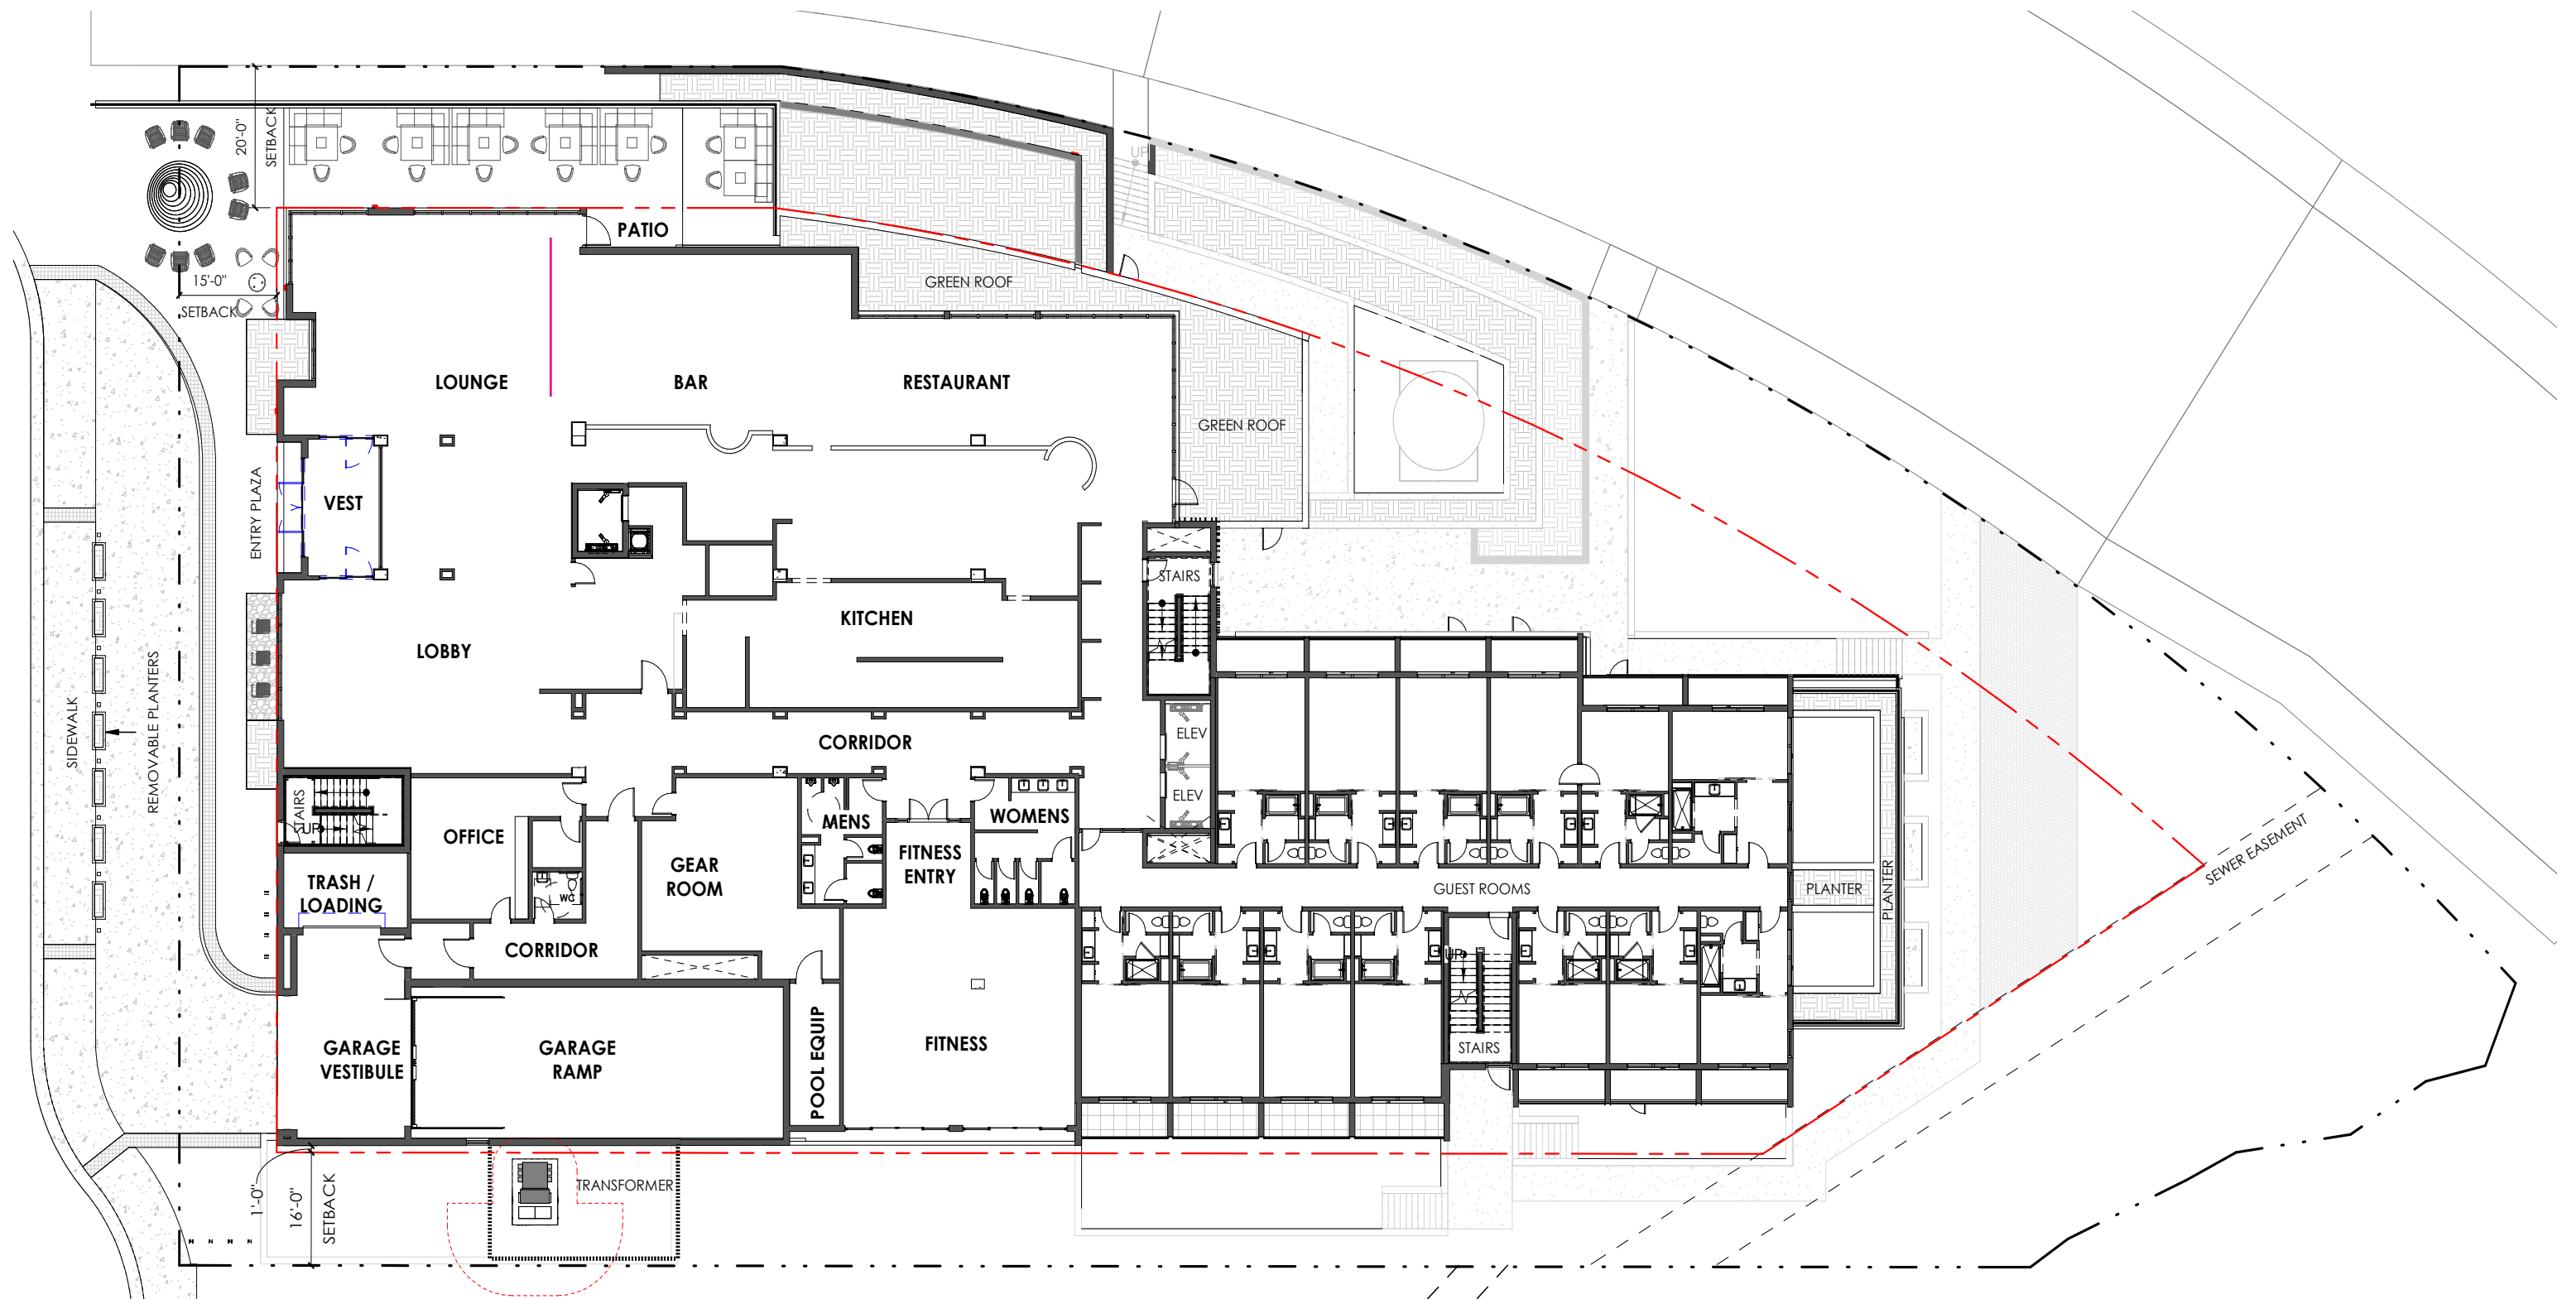 UP
20'-0"
SETBACK
PATIO
15'-0"
SETBACK
GREEN ROOF
LOUNGE
BAR
RESTAURANT
GREEN ROOF
ENTRY PLAZA
VEST
STAIRS
KITCHEN
LOBBY
SIDEWALK
REMOVABLE PLANTERS
CORRIDOR
ELEV
ELEV
STAIRS
UP
OFFICE
MENS
WOMENS
GEAR
ROOM
FITNESS
ENTRY
TRASH /
LOADING
WC
GUEST ROOMS
PLANTER
PLANTER
SEWER EASEMENT
CORRIDOR
UP
GARAGE
VESTIBULE
GARAGE
RAMP
POOL EQUIP
FITNESS
STAIRS
1'-0"
16'-0"
SETBACK
TRANSFORMER